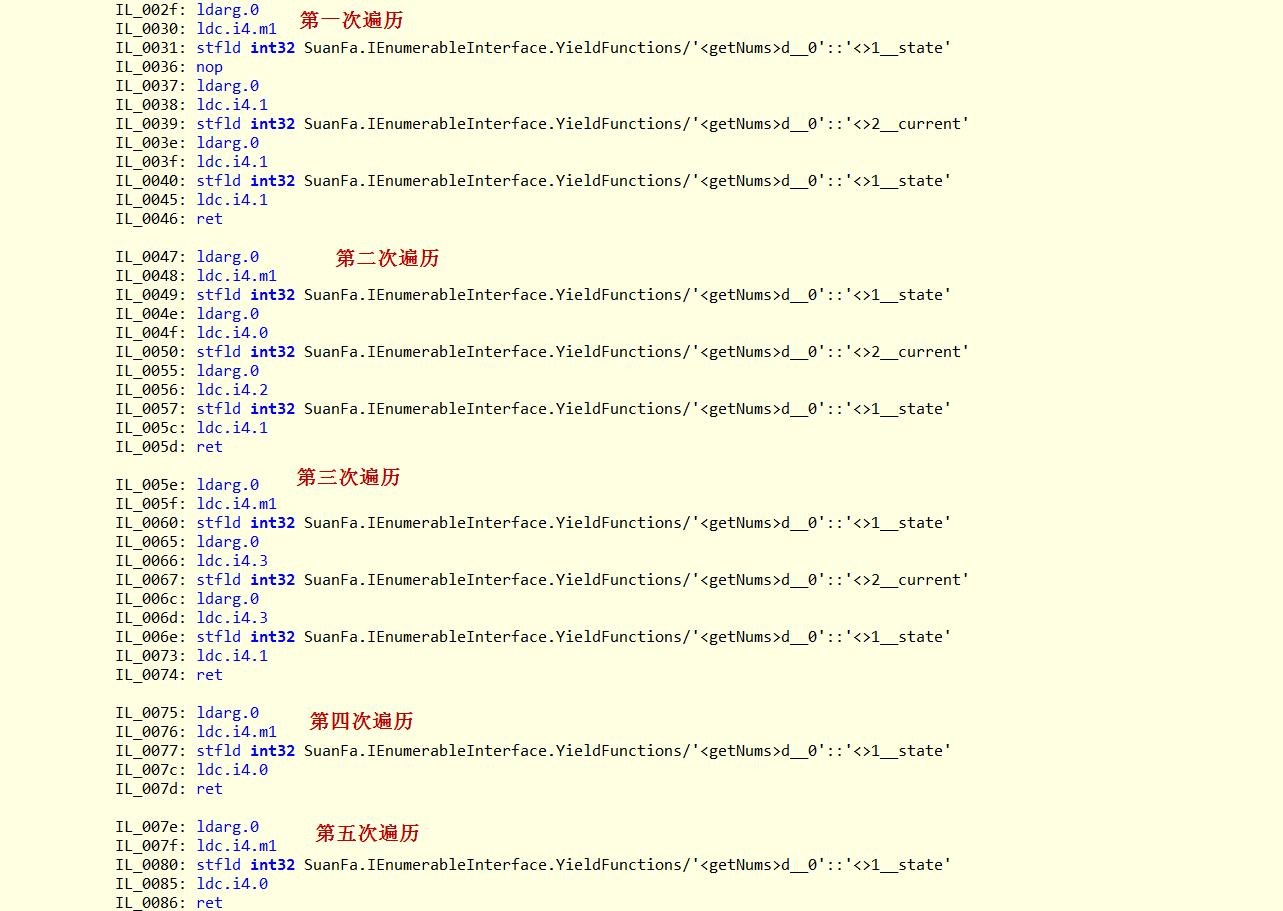 IL_002f: ldarg.0
第一次遍历
IL_0030: ldc.i4.m1
IL_0031: stfld int32 SuanFa.IEnumerableInterface.YieldFunctions/'<getNums>d__0'::'<>1__state'
IL_0036: nop
IL_0037: ldarg.0
IL_0038: ldc.i4.1
IL_0039: stfld int32 SuanFa.IEnumerableInterface.YieldFunctions/'<getNums>d__0'::'<>2__current'
IL_003e: ldarg.0
IL_003f: ldc.i4.1
IL_0040: stfld int32 SuanFa.IEnumerableInterface.YieldFunctions/'<getNums>d__0'::'<>1__state'
IL_0045: ldc.i4.1
IL_0046: ret
IL_0047: ldarg.0
第二次遍历
IL_0048: ldc.i4.m1
IL_0049: stfld int32 SuanFa.IEnumerableInterface.YieldFunctions/'<getNums>d__0'::'<>1__state'
IL_004e: ldarg.0
IL_004f: ldc.i4.0
IL_0050: stfld int32 SuanFa.IEnumerableInterface.YieldFunctions/'<getNums>d__0'::'<>2__current'
IL_0055: ldarg.0
IL_0056: ldc.i4.2
IL_0057: stfld int32 SuanFa.IEnumerableInterface.YieldFunctions/'<getNums>d__0'::'<>1__state'
IL_005c: ldc.i4.1
IL_005d: ret
第三次遍历
IL_005e: ldarg.0
IL_005f: ldc.i4.m1
IL_0060: stfld int32 SuanFa.IEnumerableInterface.YieldFunctions/'<getNums>d__0'::'<>1__state'
IL_0065: ldarg.0
IL_0066: ldc.i4.3
IL_0067: stfld int32 SuanFa.IEnumerableInterface.YieldFunctions/'<getNums>d__0'::'<>2__current'
IL_006c: ldarg.0
IL_006d: ldc.i4.3
IL_006e: stfld int32 SuanFa.IEnumerableInterface.YieldFunctions/'<getNums>d__0'::'<>1__state'
IL_0073: ldc.i4.1
IL_0074: ret
IL_0075: ldarg.0
第四次遍历
IL_0076: ldc.i4.m1
IL_0077: stfld int32 SuanFa.IEnumerableInterface.YieldFunctions/'<getNums>d__0'::'<>1__state'
IL_007c: ldc.i4.0
IL_007d: ret
IL_007e: ldarg.0
第五次遍历
IL_007f: ldc.i4.m1
IL_0080: stfld int32 SuanFa.IEnumerableInterface.YieldFunctions/'<getNums>d__0'::'<>1__state'
IL_0085: ldc.i4.0
IL_0086: ret